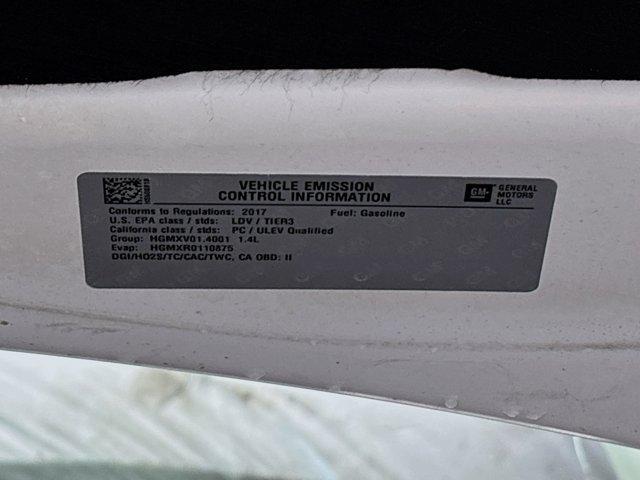 VEHICLE EMISSION
CONTROL INFORMATION
GM
GENERAL
MOTORS
LLC
Conforms to Regulations: 2017 Fuel: Gasoline
U.S. EPA class / stds: LDV / TIER3
California class / stds: PC / ULEV Qualified
Group: HGMXV01.4001 1.4L
Evap: HGMXR0110875
DGI/HO2S/TC/CAC/TWC, CA OBD: II